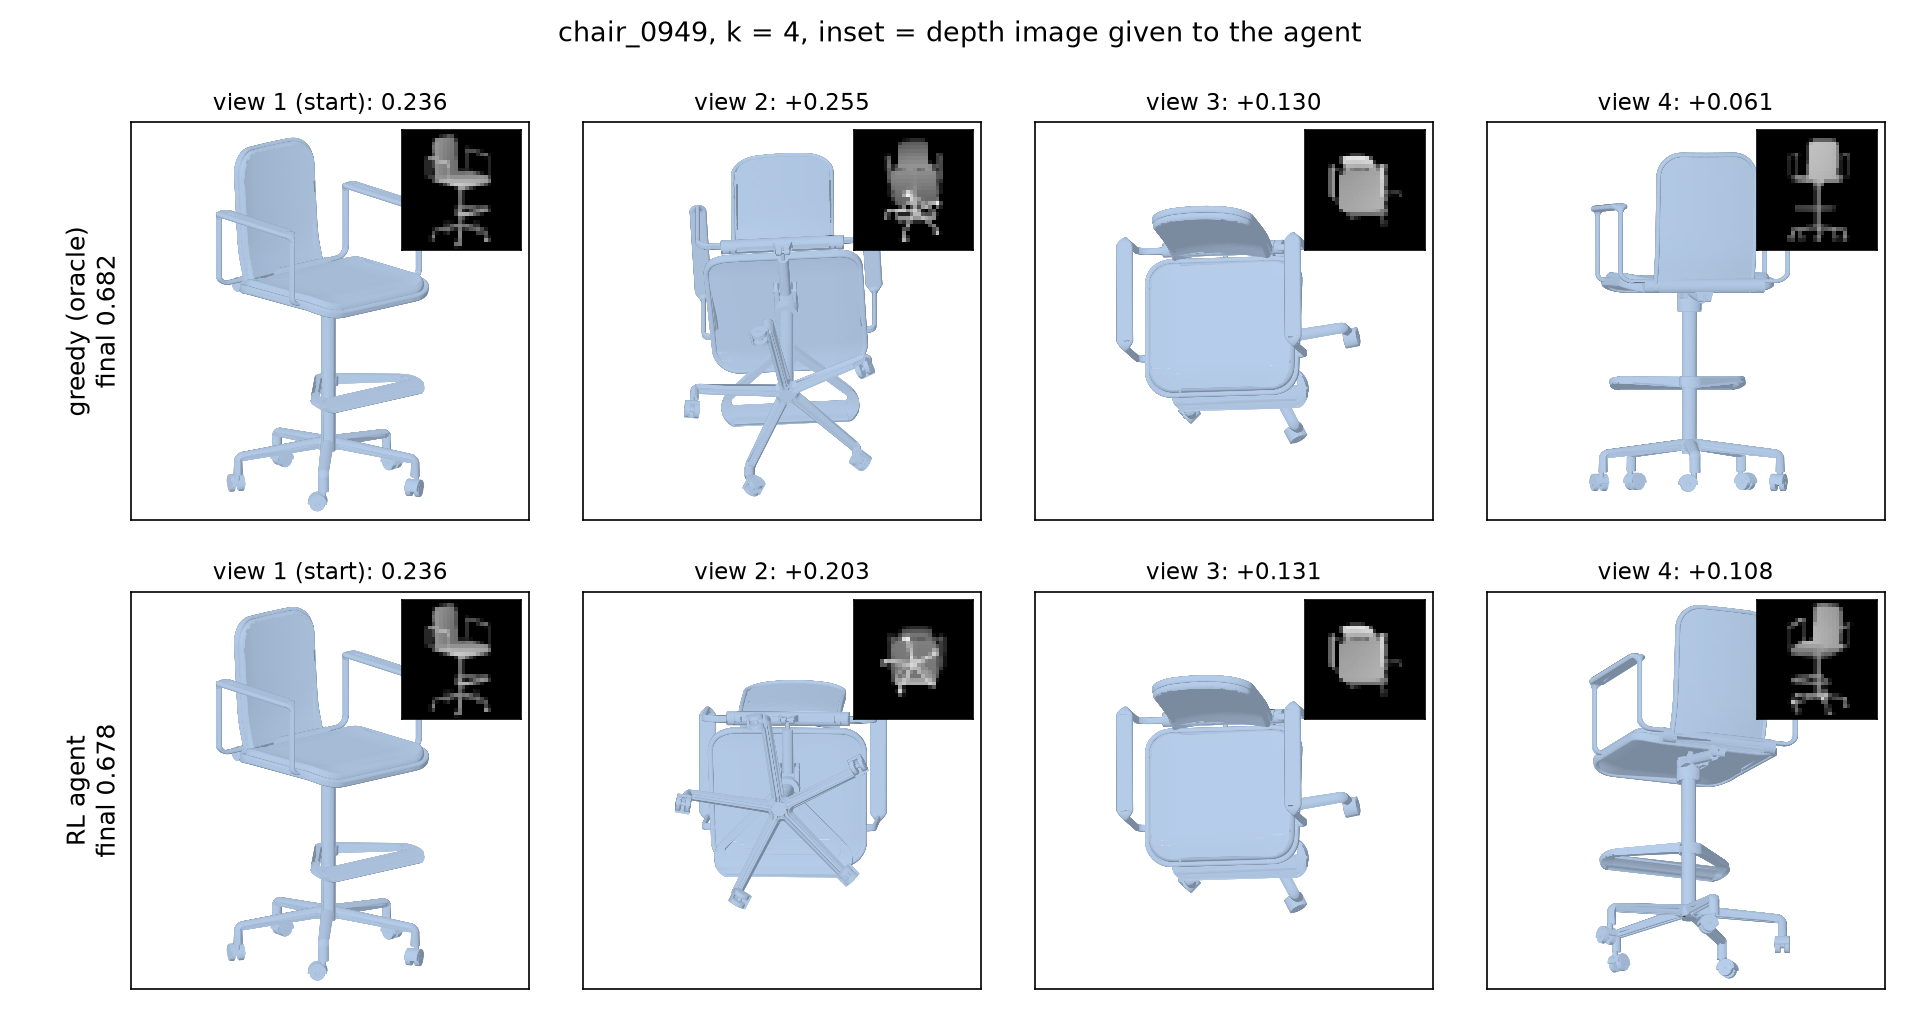 chair_0949, k = 4, inset = depth image given to the agent
greedy (oracle)
final 0.682
view 1 (start): 0.236
view 2: +0.255
view 3: +0.130
view 4: +0.061
RL agent
final 0.678
view 1 (start): 0.236
view 2: +0.203
view 3: +0.131
view 4: +0.108